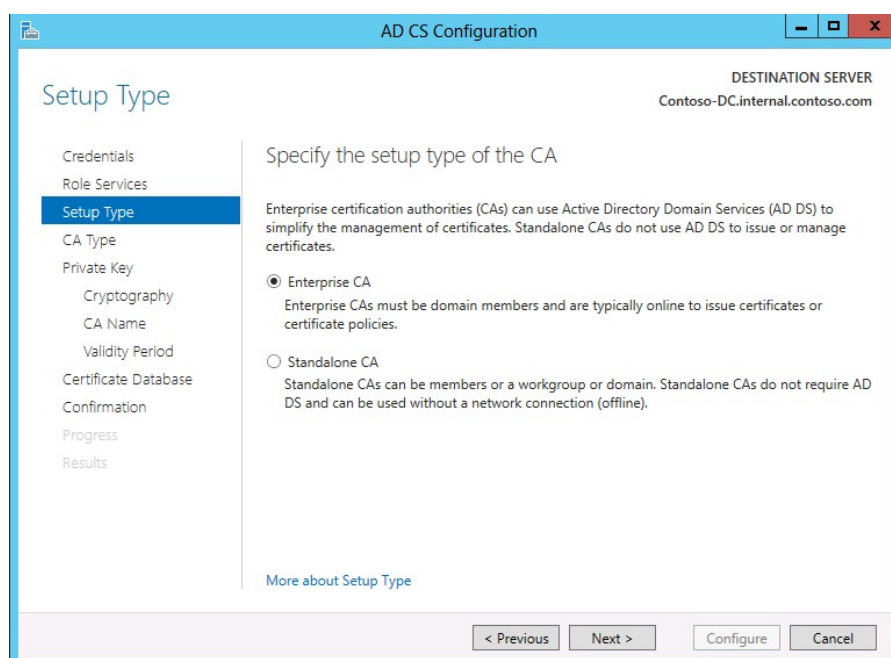 AD CS Configuration
Setup Type
DESTINATION SERVER
Contoso-DC.internal.contoso.com
Credentials
Role Services
Setup Type
CA Type
Private Key
Cryptography
CA Name
Validity Period
Certificate Database
Confirmation
Progress
Results
Specify the setup type of the CA
Enterprise certification authorities (CAs) can use Active Directory Domain Services (AD DS) to
simplify the management of certificates. Standalone CAs do not use AD DS to issue or manage
certificates.
Enterprise CA
Enterprise CAs must be domain members and are typically online to issue certificates or
certificate policies.
Standalone CA
Standalone CAs can be members or a workgroup or domain. Standalone CAs do not require AD
DS and can be used without a network connection (offline).
More about Setup Type
< Previous
Next >
Configure
Cancel